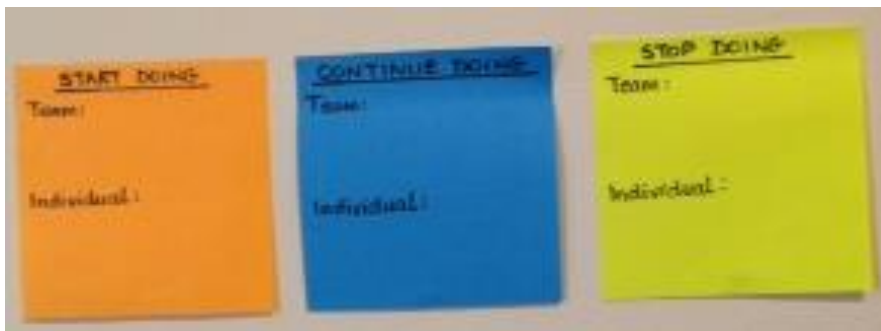 START DOING
Team:
Individual:
CONTINUE DOING
Team:
Individual:
STOP DOING
Team:
Individual: